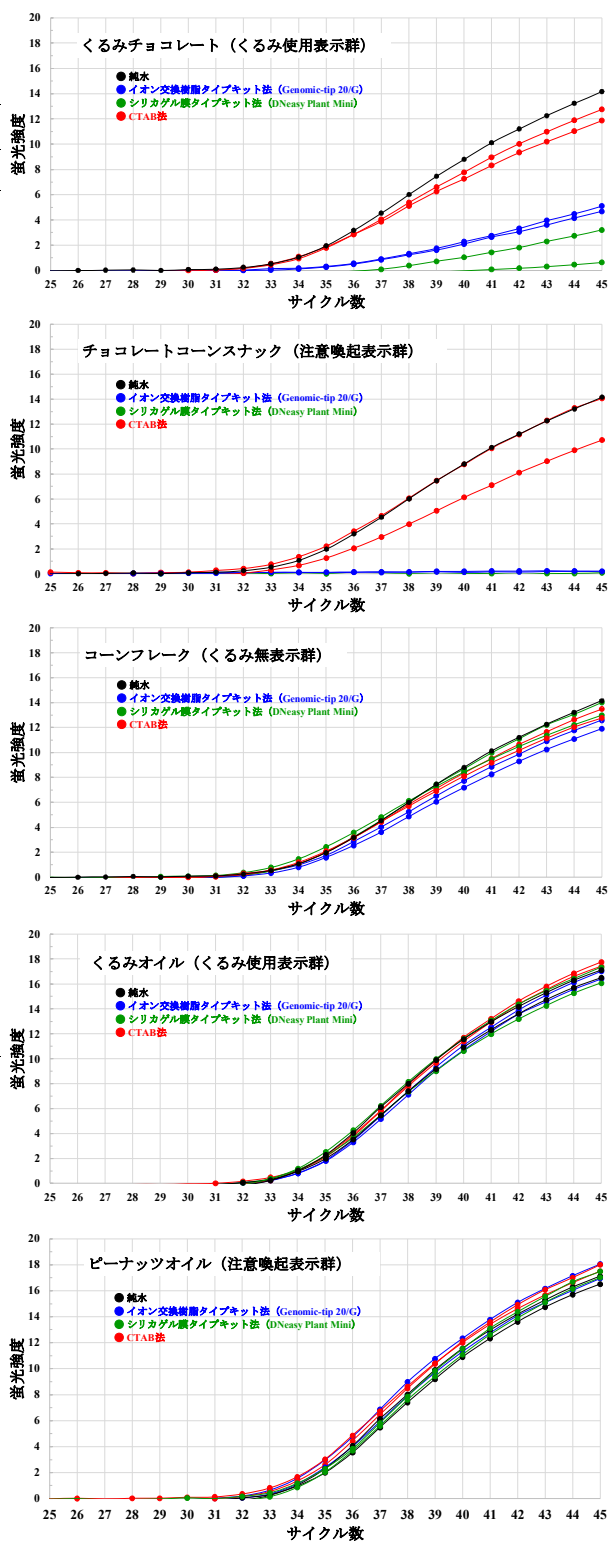 くるみチョコレート（くるみ使用表示群）
純水
イオン交換樹脂タイプキット法（Genomic-tip 20/G）
シリカゲル膜タイプキット法（DNeasy Plant Mini）
CTAB法
蛍光強度
20
18
16
14
12
10
8
6
4
2
0
25 26 27 28 29 30 31 32 33 34 35 36 37 38 39 40 41 42 43 44 45
サイクル数
チョコレートコーンスナック（注意喚起表示群）
純水
イオン交換樹脂タイプキット法（Genomic-tip 20/G）
シリカゲル膜タイプキット法（DNeasy Plant Mini）
CTAB法
蛍光強度
20
18
16
14
12
10
8
6
4
2
0
25 26 27 28 29 30 31 32 33 34 35 36 37 38 39 40 41 42 43 44 45
サイクル数
コーンフレーク（くるみ無表示群）
純水
イオン交換樹脂タイプキット法（Genomic-tip 20/G）
シリカゲル膜タイプキット法（DNeasy Plant Mini）
CTAB法
蛍光強度
20
18
16
14
12
10
8
6
4
2
0
25 26 27 28 29 30 31 32 33 34 35 36 37 38 39 40 41 42 43 44 45
サイクル数
くるみオイル（くるみ使用表示群）
純水
イオン交換樹脂タイプキット法（Genomic-tip 20/G）
シリカゲル膜タイプキット法（DNeasy Plant Mini）
CTAB法
蛍光強度
20
18
16
14
12
10
8
6
4
2
0
25 26 27 28 29 30 31 32 33 34 35 36 37 38 39 40 41 42 43 44 45
サイクル数
ピーナッツオイル（注意喚起表示群）
純水
イオン交換樹脂タイプキット法（Genomic-tip 20/G）
シリカゲル膜タイプキット法（DNeasy Plant Mini）
CTAB法
蛍光強度
20
18
16
14
12
10
8
6
4
2
0
25 26 27 28 29 30 31 32 33 34 35 36 37 38 39 40 41 42 43 44 45
サイクル数